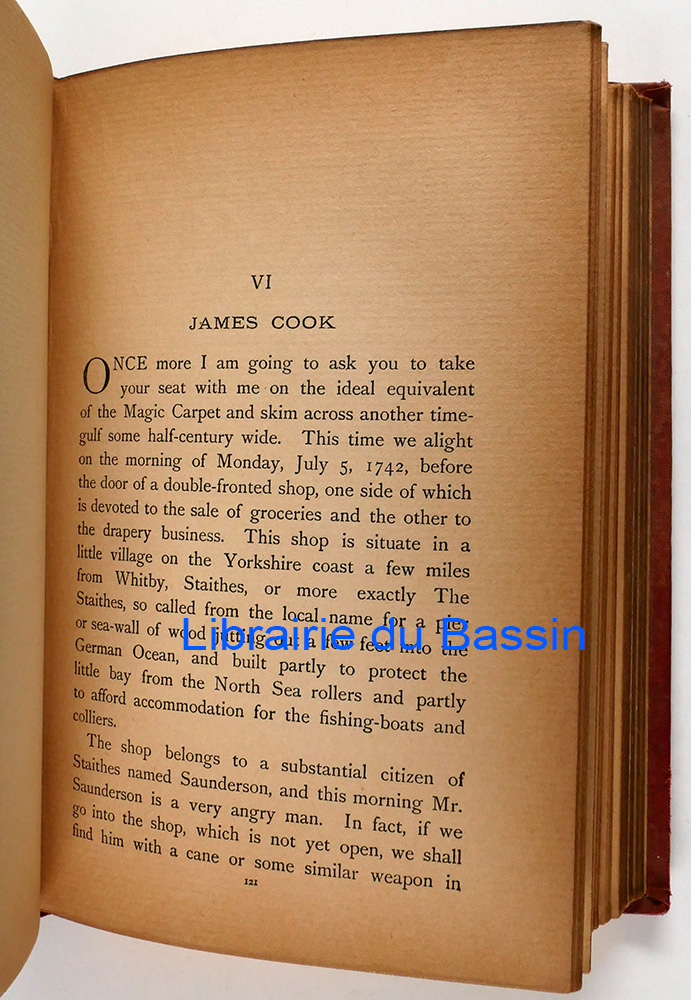 VI
JAMES COOK
ONCE more I am going to ask you to take
your seat with me on the ideal equivalent
of the Magic Carpet and skim across another time-
gulf some half-century wide. This time we alight
on the morning of Monday, July 5, 1742, before
the door of a double-fronted shop, one side of which
is devoted to the sale of groceries and the other to
the drapery business. This shop is situate in a
little village on the Yorkshire coast a few miles
from Whitby, Staithes, or more exactly The
Staithes, so called from the local name for a pier
or sea-wall of wood jutting out a few feet into the
Librairie du Bassin
German Ocean, and built partly to protect the
little bay from the North Sea rollers and partly
to afford accommodation for the fishing-boats and
colliers.
The shop belongs to a substantial citizen of
Staithes named Saunderson, and this morning Mr.
Saunderson is a very angry man. In fact, if we
go into the shop, which is not yet open, we shall
find him with a cane or some similar weapon in
121